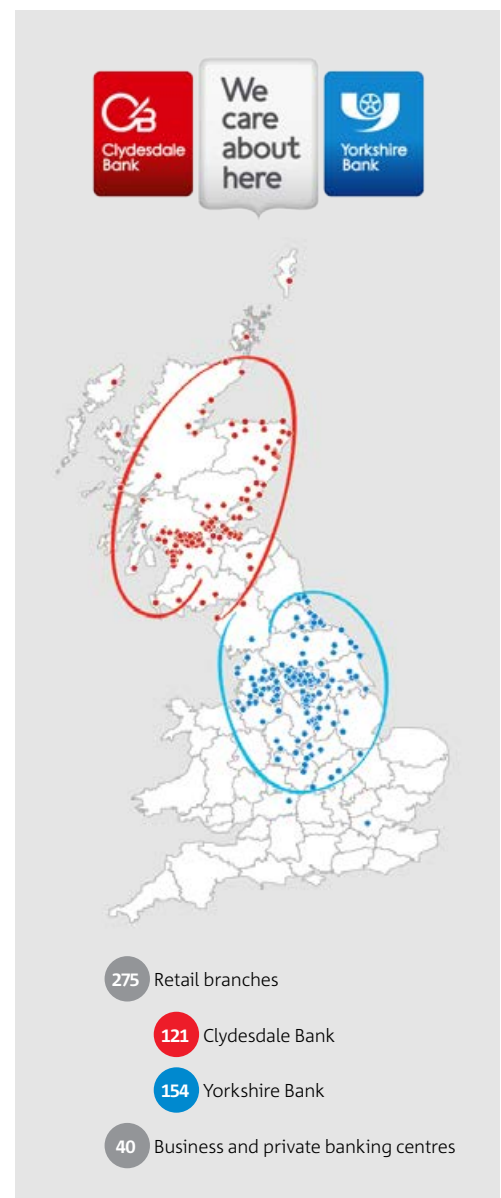 CB
Clydesdale
Bank
We
care
about
here
Yorkshire
Bank
275 Retail branches
121 Clydesdale Bank
154 Yorkshire Bank
40 Business and private banking centres